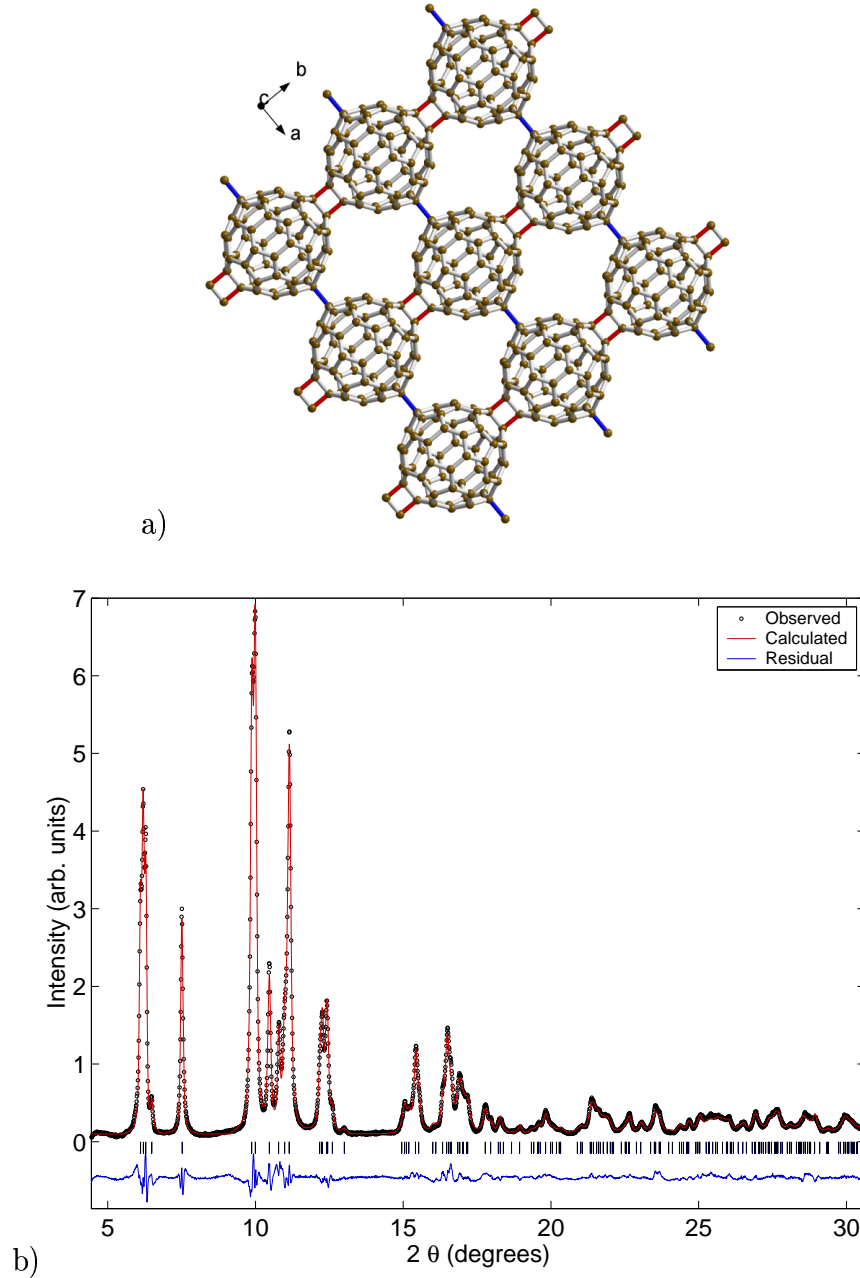 b
c
a
a)
7
6
5
4
3
2
1
0
Intensity (arb. units)
Observed
Calculated
Residual
5 10 15 20 25 30
2 θ (degrees)
b)